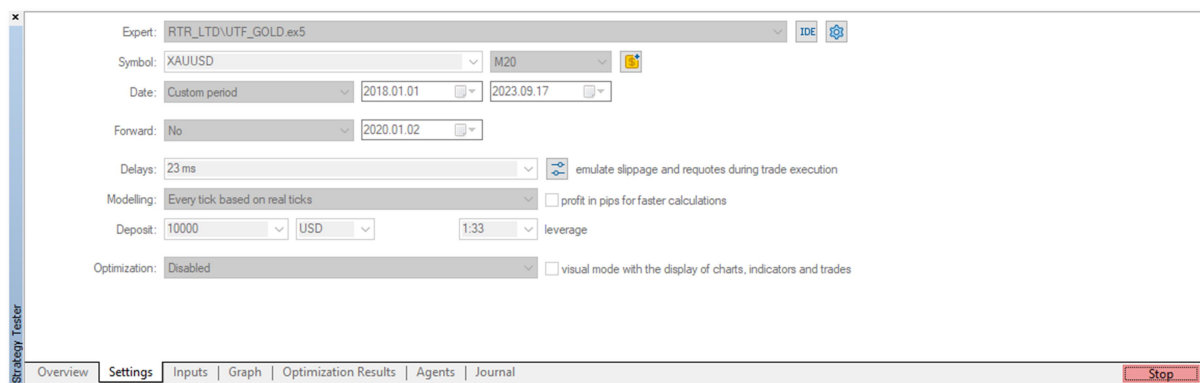 Expert: RTR_LTD\UTF_GOLD.ex5 IDE
Symbol: XAUUSD M20
Date: Custom period 2018.01.01 2023.09.17
Forward: No 2020.01.02
Delays: 23 ms emulate slippage and requotes during trade execution
Modelling: Every tick based on real ticks profit in pips for faster calculations
Deposit: 10000 USD 1:33 leverage
Optimization: Disabled visual mode with the display of charts, indicators and trades
Strategy Tester
Overview Settings Inputs | Graph | Optimization Results | Agents | Journal Stop